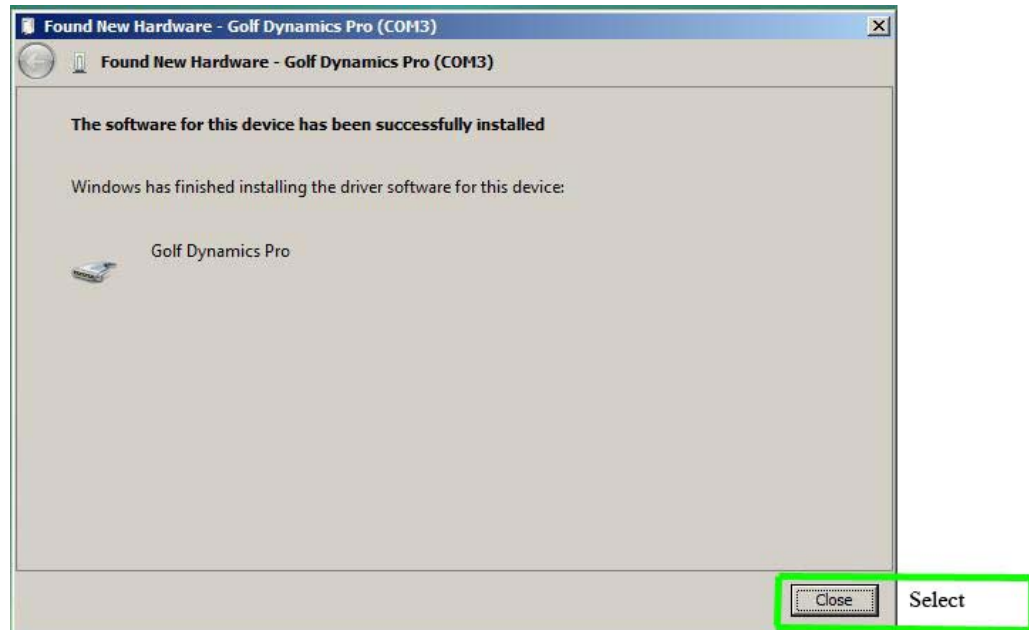 Found New Hardware - Golf Dynamics Pro (COM3)
Found New Hardware - Golf Dynamics Pro (COM3)
The software for this device has been successfully installed
Windows has finished installing the driver software for this device:
Golf Dynamics Pro
Close
Select